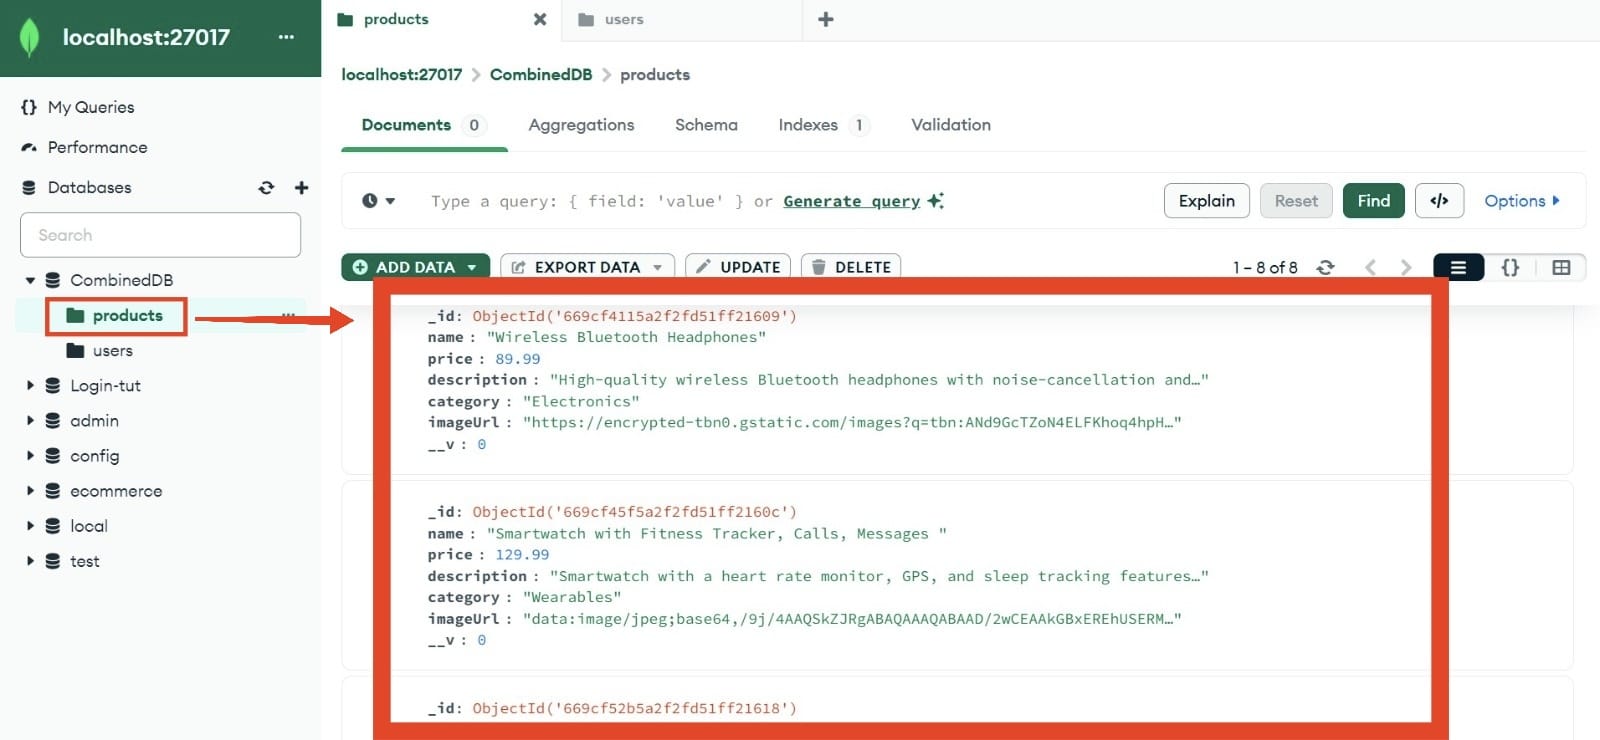 localhost:27017 ...
{} My Queries
Performance
Databases
Search
CombinedDB
products ...
users
Login-tut
admin
config
ecommerce
local
test
products
users
localhost:27017 > CombinedDB > products
Documents 0 Aggregations Schema Indexes 1 Validation
Type a query: { field: 'value' } or Generate query
Explain Reset Find </> Options
ADD DATA EXPORT DATA UPDATE DELETE 1 – 8 of 8 {}
_id: ObjectId('669cf4115a2f2fd51ff21609')
name : "Wireless Bluetooth Headphones"
price : 89.99
description : "High-quality wireless Bluetooth headphones with noise-cancellation and…"
category : "Electronics"
imageUrl : "https://encrypted-tbn0.gstatic.com/images?q=tbn:ANd9GcTZoN4ELFKhoq4hpH…"
__v : 0
_id: ObjectId('669cf45f5a2f2fd51ff2160c')
name : "Smartwatch with Fitness Tracker, Calls, Messages "
price : 129.99
description : "Smartwatch with a heart rate monitor, GPS, and sleep tracking features…"
category : "Wearables"
imageUrl : "data:image/jpeg;base64,/9j/4AAQSkZJRgABAQAAAQABAAD/2wCEAAkGBxEREhUSERM…"
__v : 0
_id: ObjectId('669cf52b5a2f2fd51ff21618')